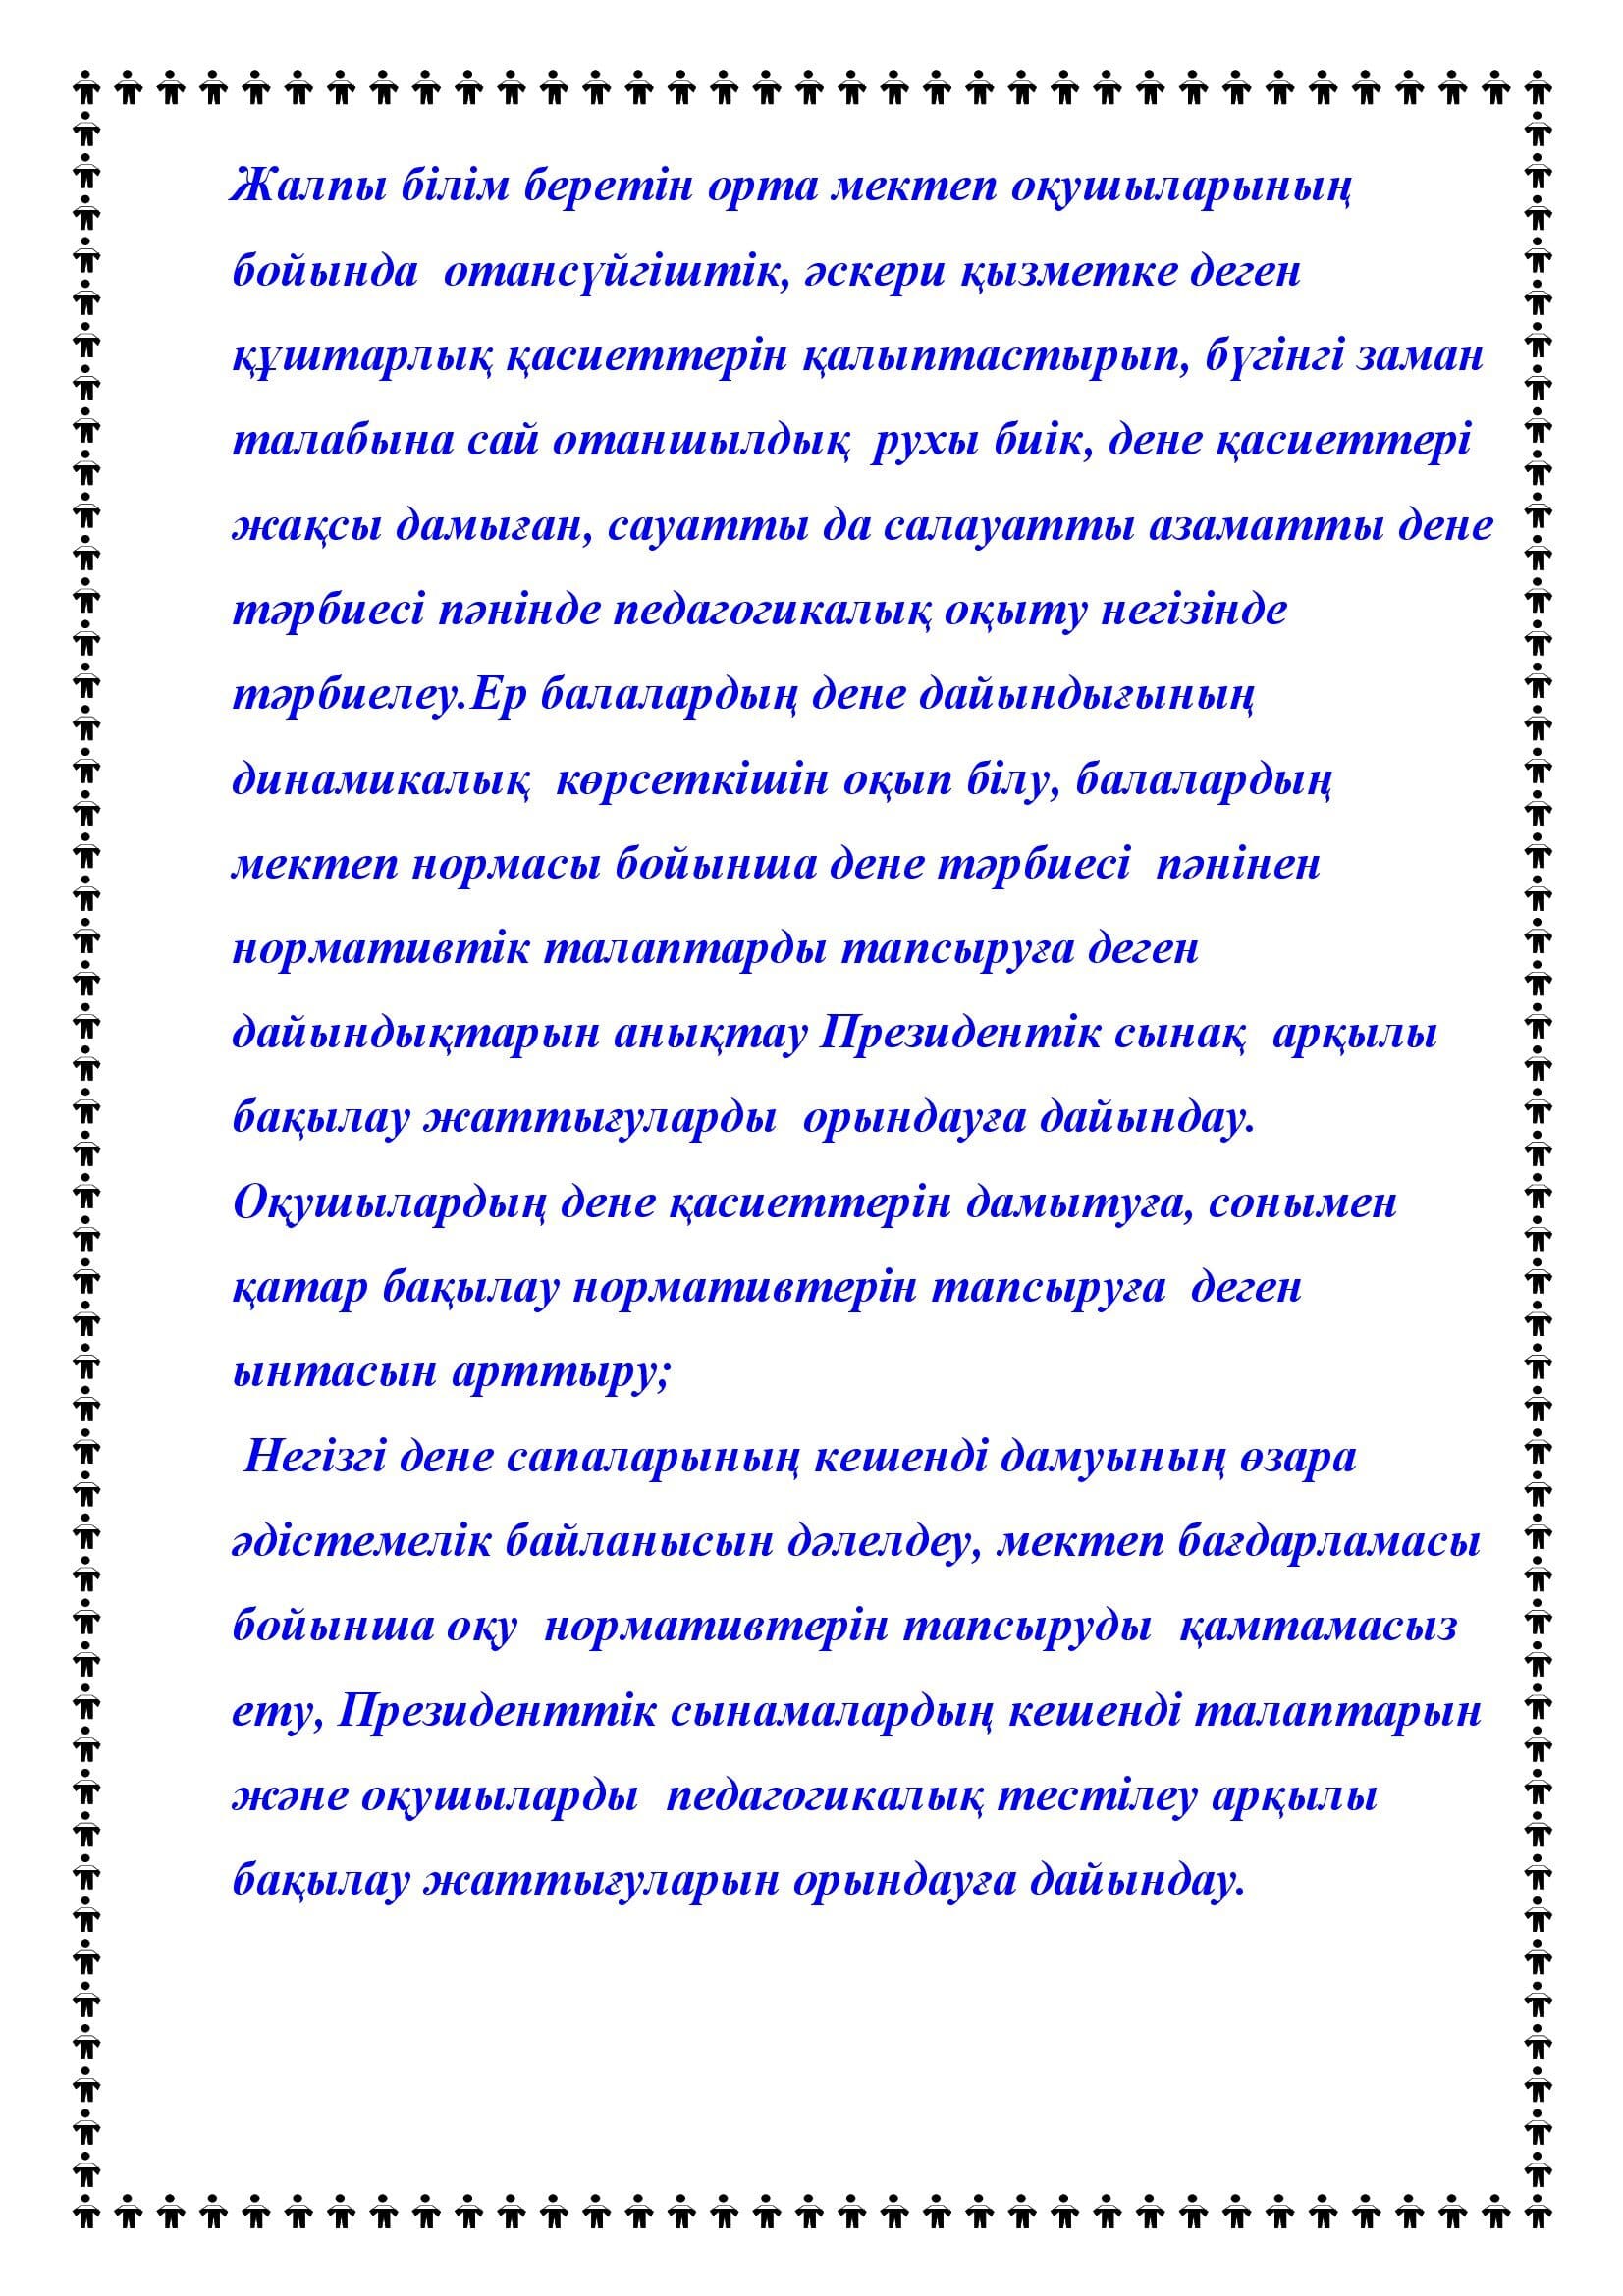 Жалпы білім беретін орта мектеп оқушыларының
бойында  отансүйгіштік, әскери қызметке деген
құштарлық қасиеттерін қалыптастырып, бүгінгі заман
талабына сай отаншылдық  рухы биік, дене қасиеттері
жақсы дамыған, сауатты да салауатты азаматты дене
тәрбиесі пәнінде педагогикалық оқыту негізінде
тәрбиелеу.Ер балалардың дене дайындығының
динамикалық  көрсеткішін оқып білу, балалардың
мектеп нормасы бойынша дене тәрбиесі  пәнінен
нормативтік талаптарды тапсыруға деген
дайындықтарын анықтау Президентік сынақ  арқылы
бақылау жаттығуларды  орындауға дайындау.
Оқушылардың дене қасиеттерін дамытуға, сонымен
қатар бақылау нормативтерін тапсыруға  деген
ынтасын арттыру;
Негізгі дене сапаларының кешенді дамуының өзара
әдістемелік байланысын дәлелдеу, мектеп бағдарламасы
бойынша оқу  нормативтерін тапсыруды  қамтамасыз
ету, Президенттік сынамалардың кешенді талаптарын
және оқушыларды  педагогикалық тестілеу арқылы
бақылау жаттығуларын орындауға дайындау.